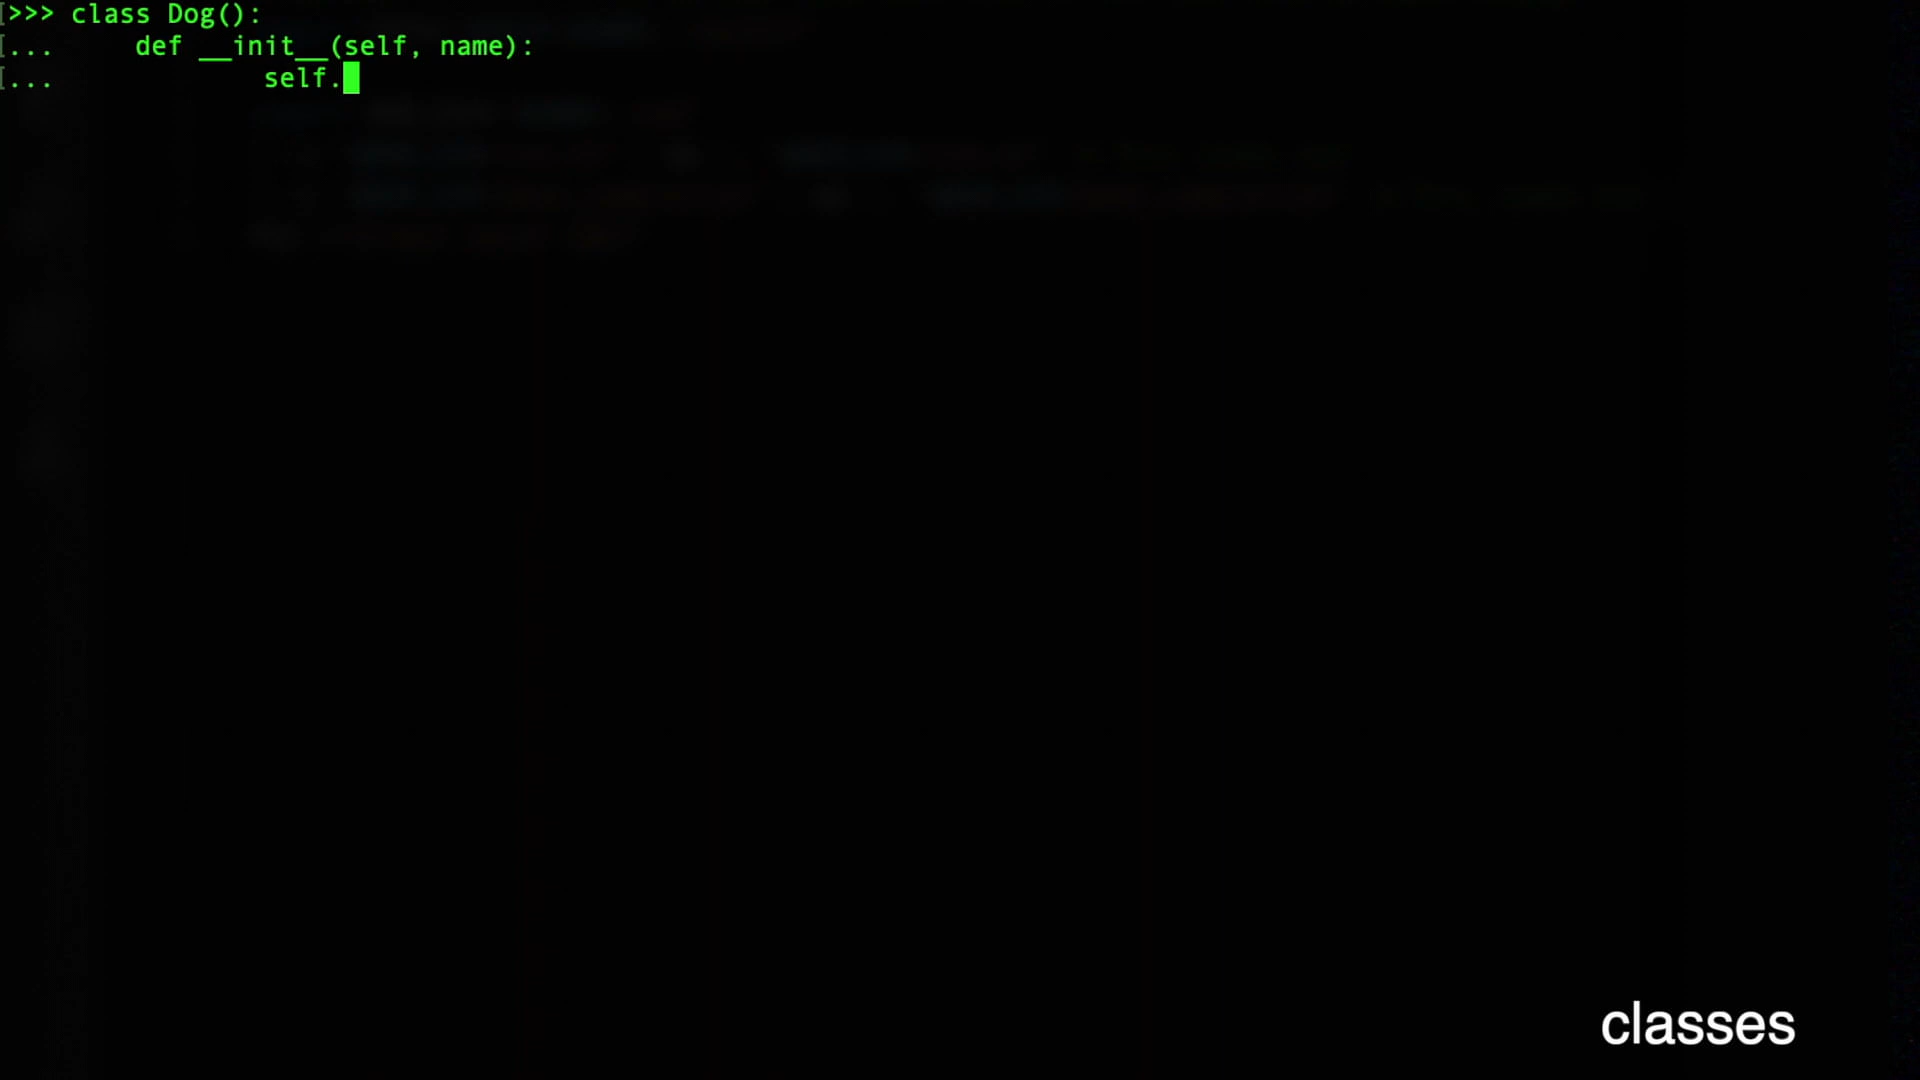 [>>> class Dog():
[...     def __init__(self, name):
[...             self.
classes